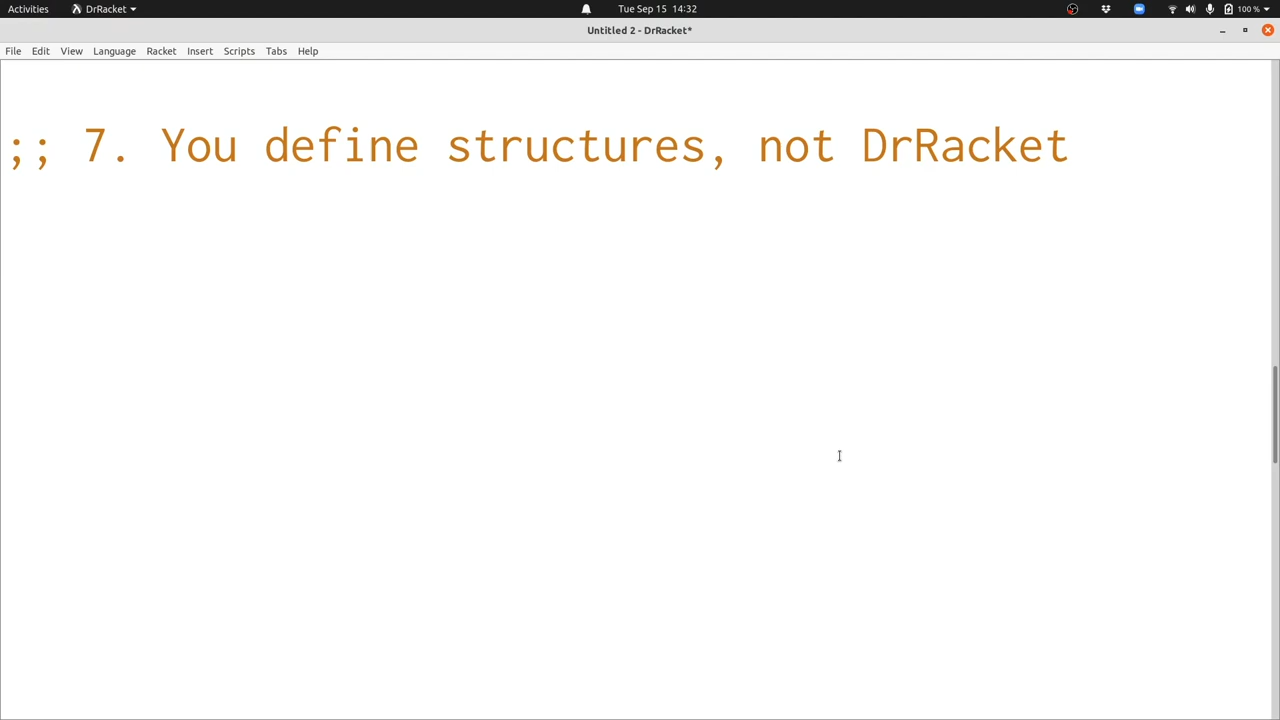 Activities DrRacket Tue Sep 15 14:32 100 %
Untitled 2 - DrRacket*
File Edit View Language Racket Insert Scripts Tabs Help
;; 7. You define structures, not DrRacket